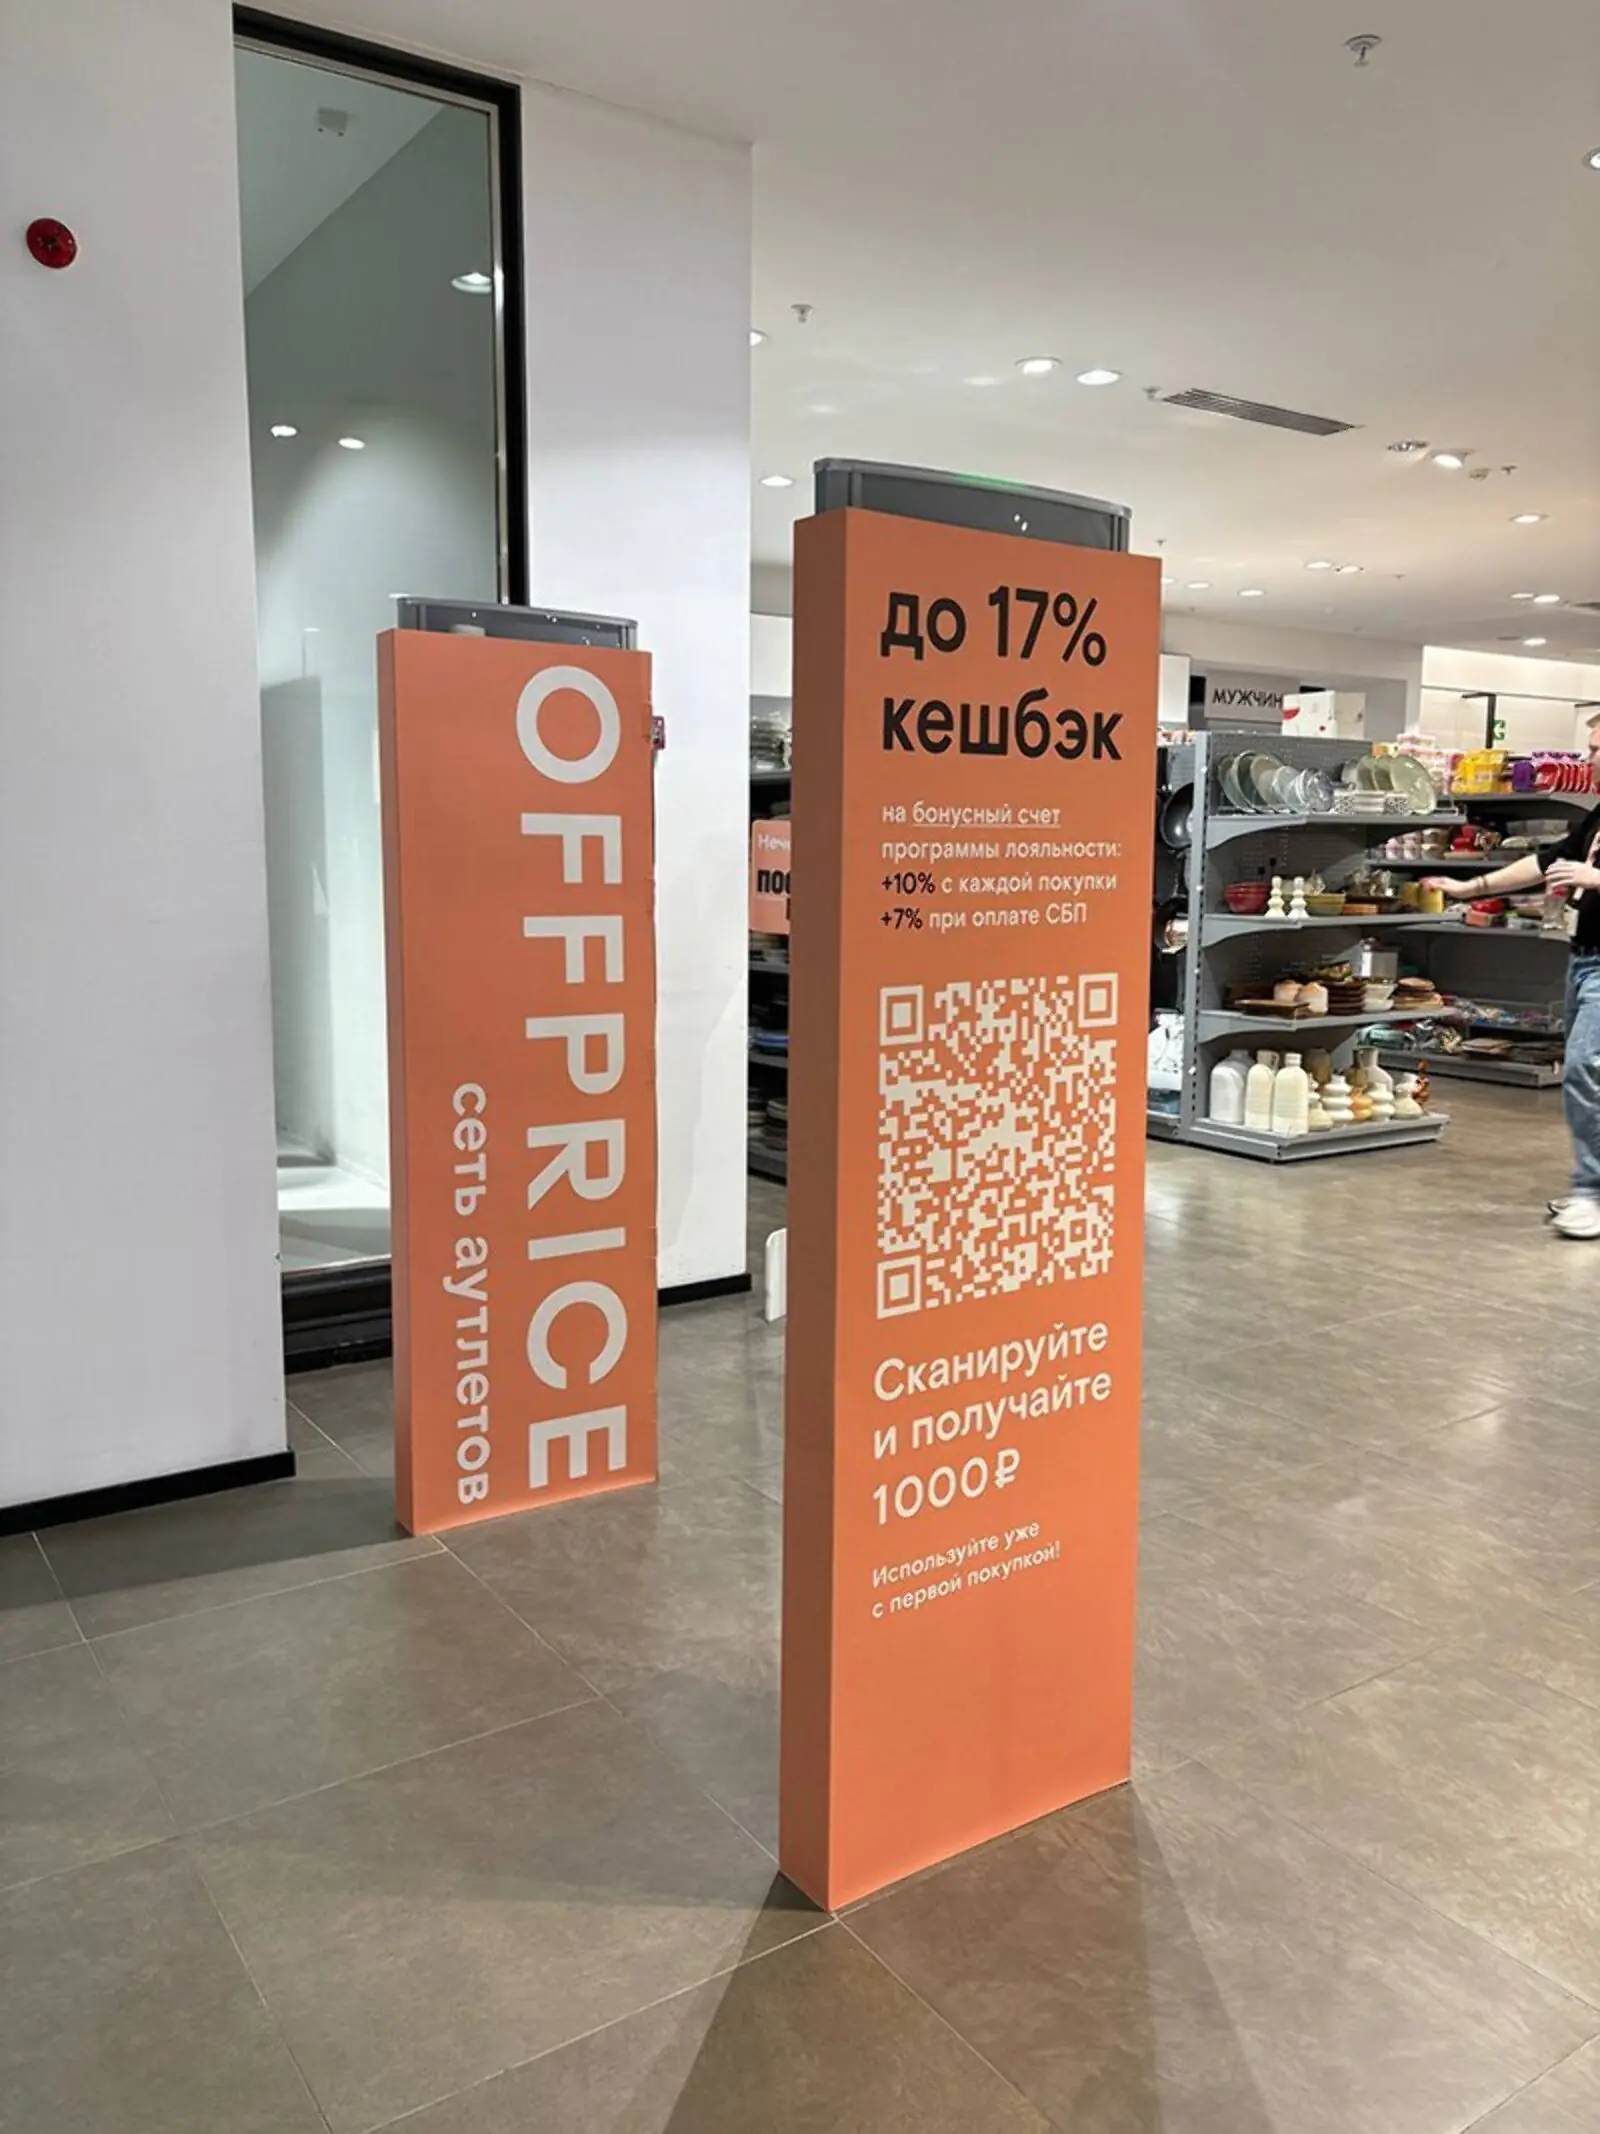 OFFPRICE
сеть аутлетов
до 17%
кешбэк
на бонусный счет
программы лояльности:
+10% с каждой покупки
+7% при оплате СБП
Сканируйте
и получайте
1000₽
Используйте уже
с первой покупкой!